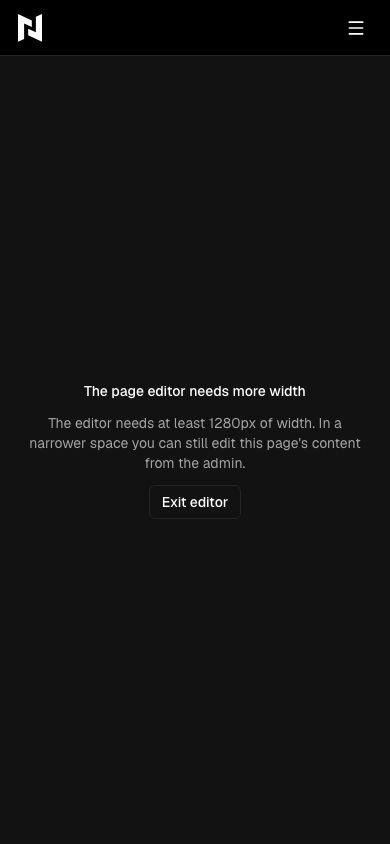 The page editor needs more width
The editor needs at least 1280px of width. In a
narrower space you can still edit this page's content
from the admin.
Exit editor